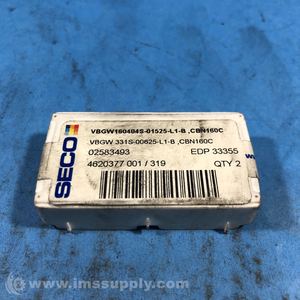 SECO
VBGW160404S-01525-L1-B ,CBN160C
VBGW 331S-00625-L1-B ,CBN160C
02583493 EDP 33355
4620377 001 / 319 QTY 2
www.imssupply.com